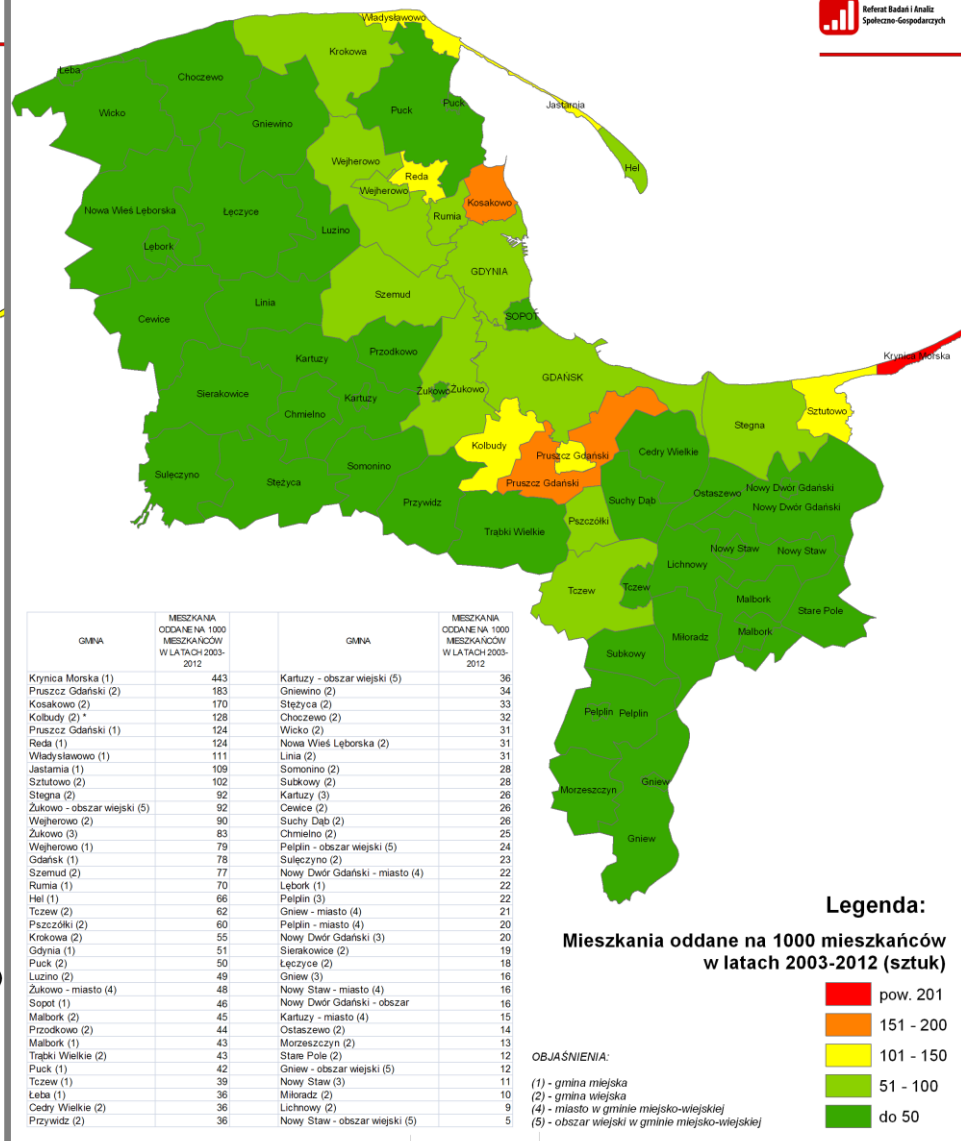 Referat Badań i Analiz
Społeczno-Gospodarczych
Władysławowo
Krokowa
Łeba
Choczewo
Wicko
Gniewino
Puck
Puck
Jastarnia
Hel
Wejherowo
Reda
Wejherowo
Kosakowo
Rumia
Nowa Wieś Lęborska
Łęczyce
Luzino
Lębork
GDYNIA
Szemud
Linia
SOPOT
Cewice
Przodkowo
Kartuzy
Krynica Morska
GDAŃSK
Żukowo
Żukowo
Sierakowice
Kartuzy
Chmielno
Sztutowo
Stegna
Kolbudy
Pruszcz Gdański
Cedry Wielkie
Somonino
Sulęczyno
Stężyca
Pruszcz Gdański
Nowy Dwór Gdański
Ostaszewo
Przywidz
Suchy Dąb
Nowy Dwór Gdański
Pszczółki
Trąbki Wielkie
Nowy Staw
Nowy Staw
Lichnowy
Tczew
Tczew
Malbork
Stare Pole
Malbork
Miłoradz
Subkowy
Pelplin
Pelplin
Gniew
Morzeszczyn
Gniew
GMINA
MIESZKANIA
ODDANE NA 1000
MIESZKAŃCÓW
W LATACH 2003-
2012
GMINA
MIESZKANIA
ODDANE NA 1000
MIESZKAŃCÓW
W LATACH 2003-
2012
Krynica Morska (1) 443 Kartuzy - obszar wiejski (5) 36
Pruszcz Gdański (2) 183 Gniewino (2) 34
Kosakowo (2) 170 Stężyca (2) 33
Kolbudy (2) * 128 Choczewo (2) 32
Pruszcz Gdański (1) 124 Wicko (2) 31
Reda (1) 124 Nowa Wieś Lęborska (2) 31
Władysławowo (1) 111 Linia (2) 31
Jastarnia (1) 109 Somonino (2) 28
Sztutowo (2) 102 Subkowy (2) 28
Stegna (2) 92 Kartuzy (3) 26
Żukowo - obszar wiejski (5) 92 Cewice (2) 26
Wejherowo (2) 90 Suchy Dąb (2) 26
Żukowo (3) 83 Chmielno (2) 25
Wejherowo (1) 79 Pelplin - obszar wiejski (5) 24
Gdańsk (1) 78 Sulęczyno (2) 23
Szemud (2) 77 Nowy Dwór Gdański - miasto (4) 22
Rumia (1) 70 Lębork (1) 22
Hel (1) 66 Pelplin (3) 22
Tczew (2) 62 Gniew - miasto (4) 21
Pszczółki (2) 60 Pelplin - miasto (4) 20
Krokowa (2) 55 Nowy Dwór Gdański (3) 20
Gdynia (1) 51 Sierakowice (2) 19
Puck (2) 50 Łęczyce (2) 18
Luzino (2) 49 Gniew (3) 16
Żukowo - miasto (4) 48 Nowy Staw - miasto (4) 16
Sopot (1) 46 Nowy Dwór Gdański - obszar 16
Malbork (2) 45 Kartuzy - miasto (4) 15
Przodkowo (2) 44 Ostaszewo (2) 14
Malbork (1) 43 Morzeszczyn (2) 13
Trąbki Wielkie (2) 43 Stare Pole (2) 12
Puck (1) 42 Gniew - obszar wiejski (5) 12
Tczew (1) 39 Nowy Staw (3) 11
Łeba (1) 36 Miłoradz (2) 10
Cedry Wielkie (2) 36 Lichnowy (2) 9
Przywidz (2) 36 Nowy Staw - obszar wiejski (5) 5
OBJAŚNIENIA:
(1) - gmina miejska
(2) - gmina wiejska
(4) - miasto w gminie miejsko-wiejskiej
(5) - obszar wiejski w gminie miejsko-wiejskiej
Legenda:
Mieszkania oddane na 1000 mieszkańców
w latach 2003-2012 (sztuk)
pow. 201
151 - 200
101 - 150
51 - 100
do 50